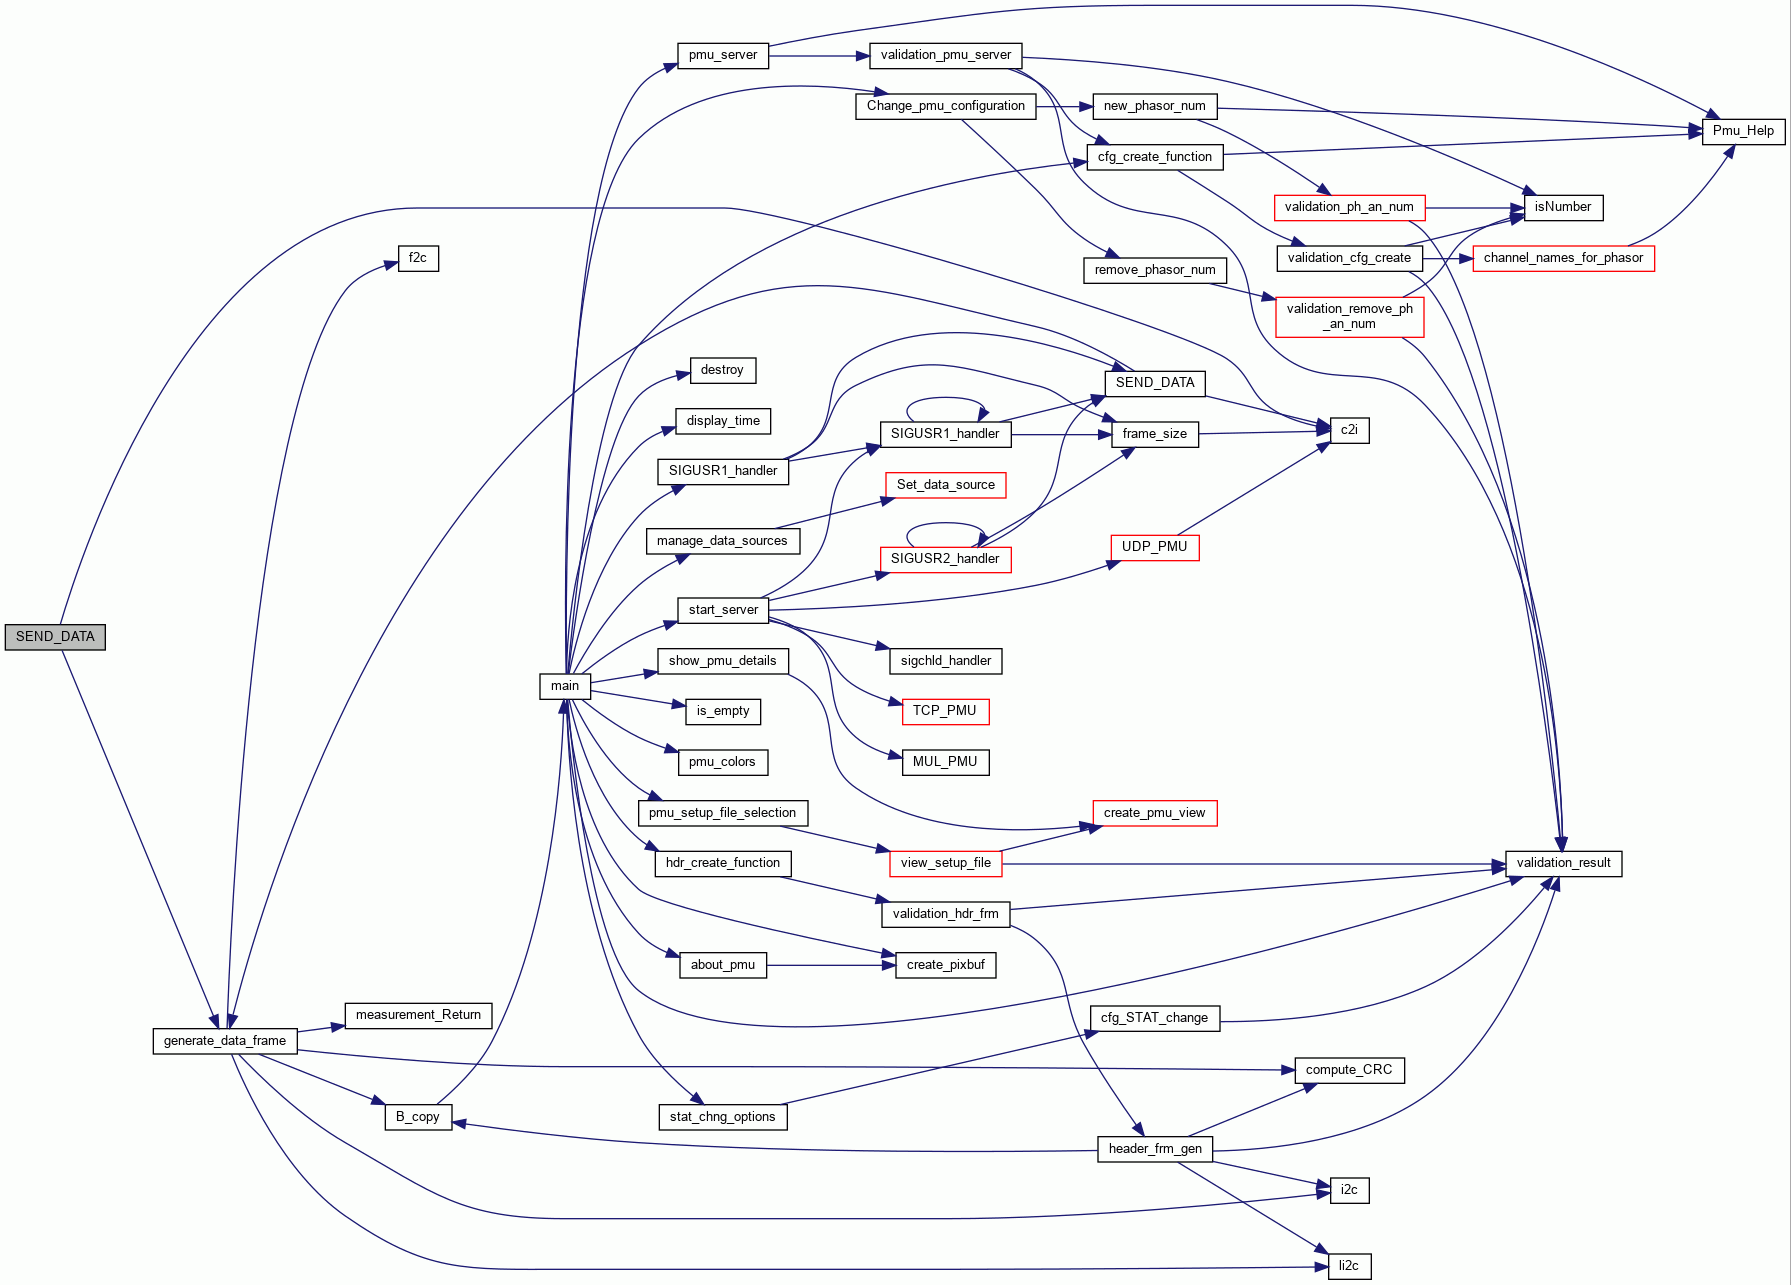 pmu_server
validation_pmu_server
Change_pmu_configuration
new_phasor_num
Pmu_Help
cfg_create_function
validation_ph_an_num
isNumber
f2c
remove_phasor_num
validation_cfg_create
channel_names_for_phasor
validation_remove_ph
_an_num
destroy
SEND_DATA
display_time
SIGUSR1_handler
frame_size
c2i
SIGUSR1_handler
Set_data_source
manage_data_sources
SIGUSR2_handler
UDP_PMU
start_server
SEND_DATA
show_pmu_details
sigchld_handler
main
is_empty
TCP_PMU
pmu_colors
MUL_PMU
pmu_setup_file_selection
create_pmu_view
hdr_create_function
view_setup_file
validation_result
validation_hdr_frm
about_pmu
create_pixbuf
measurement_Return
cfg_STAT_change
generate_data_frame
compute_CRC
B_copy
stat_chng_options
header_frm_gen
i2c
li2c